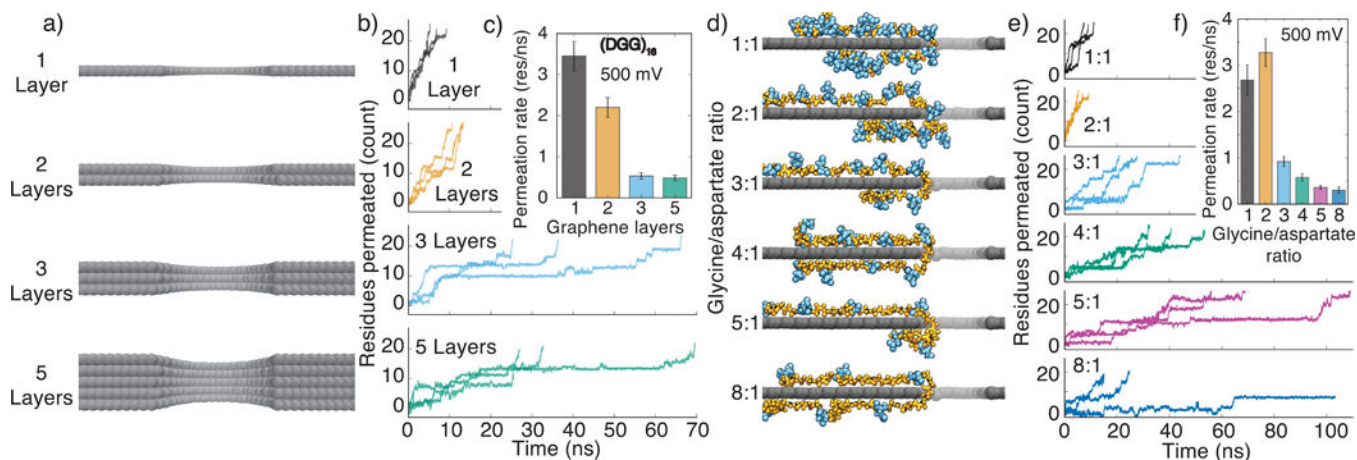 a)
1
Layer
2
Layers
3
Layers
5
Layers
b)
Residues permeated (count)
20
10
0
1
Layer
20
10
0
2
Layers
20
10
0
3 Layers
20
10
0
5 Layers
0 10 20 30 40 50 60 70
Time (ns)
c)
Permeation rate (res/ns)
4
3
2
1
0
(DGG)₁₆
500 mV
1 2 3 5
Graphene layers
d)
Glycine/aspartate ratio
1:1
2:1
3:1
4:1
5:1
8:1
e)
Residues permeated (count)
20
10
0
1:1
20
10
0
2:1
20
10
0
3:1
20
10
0
4:1
20
10
0
5:1
20
10
0
8:1
0 20 40 60 80 100
Time (ns)
f)
Permeation rate (res/ns)
4
3
2
1
0
500 mV
1 2 3 4 5 8
Glycine/aspartate
ratio